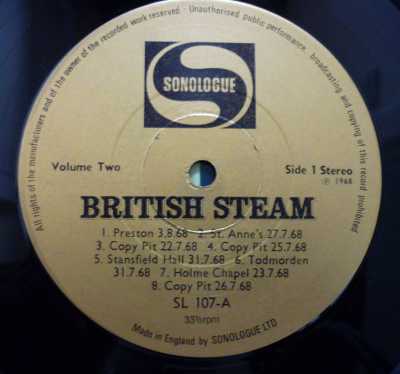 All rights of the manufacturers and of the owner of the recorded work reserved - Unauthorised public performance, broadcasting and copying of this record prohibited
SONOLOGUE
Volume Two
Side 1 Stereo
℗ 1968
BRITISH STEAM
1. Preston 3.8.68 2. St. Anne's 27.7.68
3. Copy Pit 22.7.68 4. Copy Pit 25.7.68
5. Stansfield Hall 31.7.68 6. Todmorden
31.7.68 7. Holme Chapel 23.7.68
8. Copy Pit 26.7.68
SL 107-A
33⅓rpm
Made in England by SONOLOGUE LTD